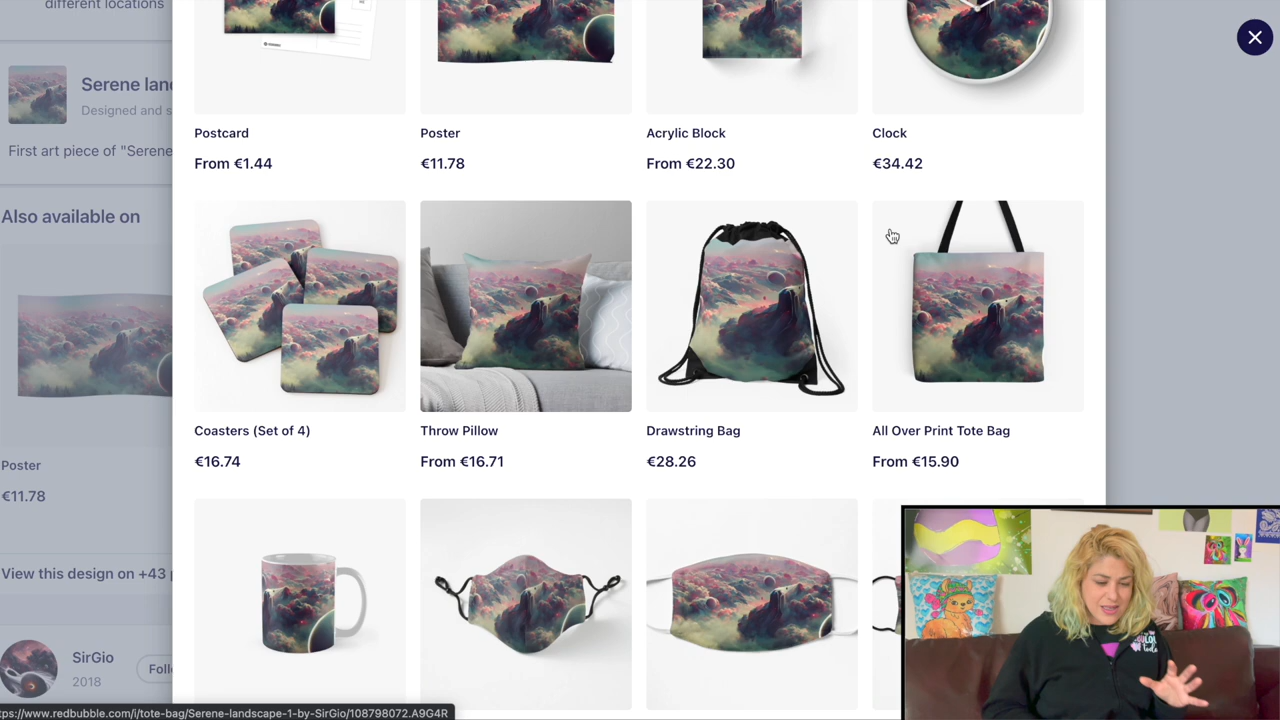 different locations
Serene lan
Designed and s
First art piece of "Serene
Also available on
Poster
€11.78
View this design on +43 p
SirGio
2018
Foll
Postcard
From €1.44
Poster
€11.78
Acrylic Block
From €22.30
Clock
€34.42
Coasters (Set of 4)
€16.74
Throw Pillow
From €16.71
Drawstring Bag
€28.26
All Over Print Tote Bag
From €15.90
tps://www.redbubble.com/i/tote-bag/Serene-landscape-1-by-SirGio/108798072.A9G4R